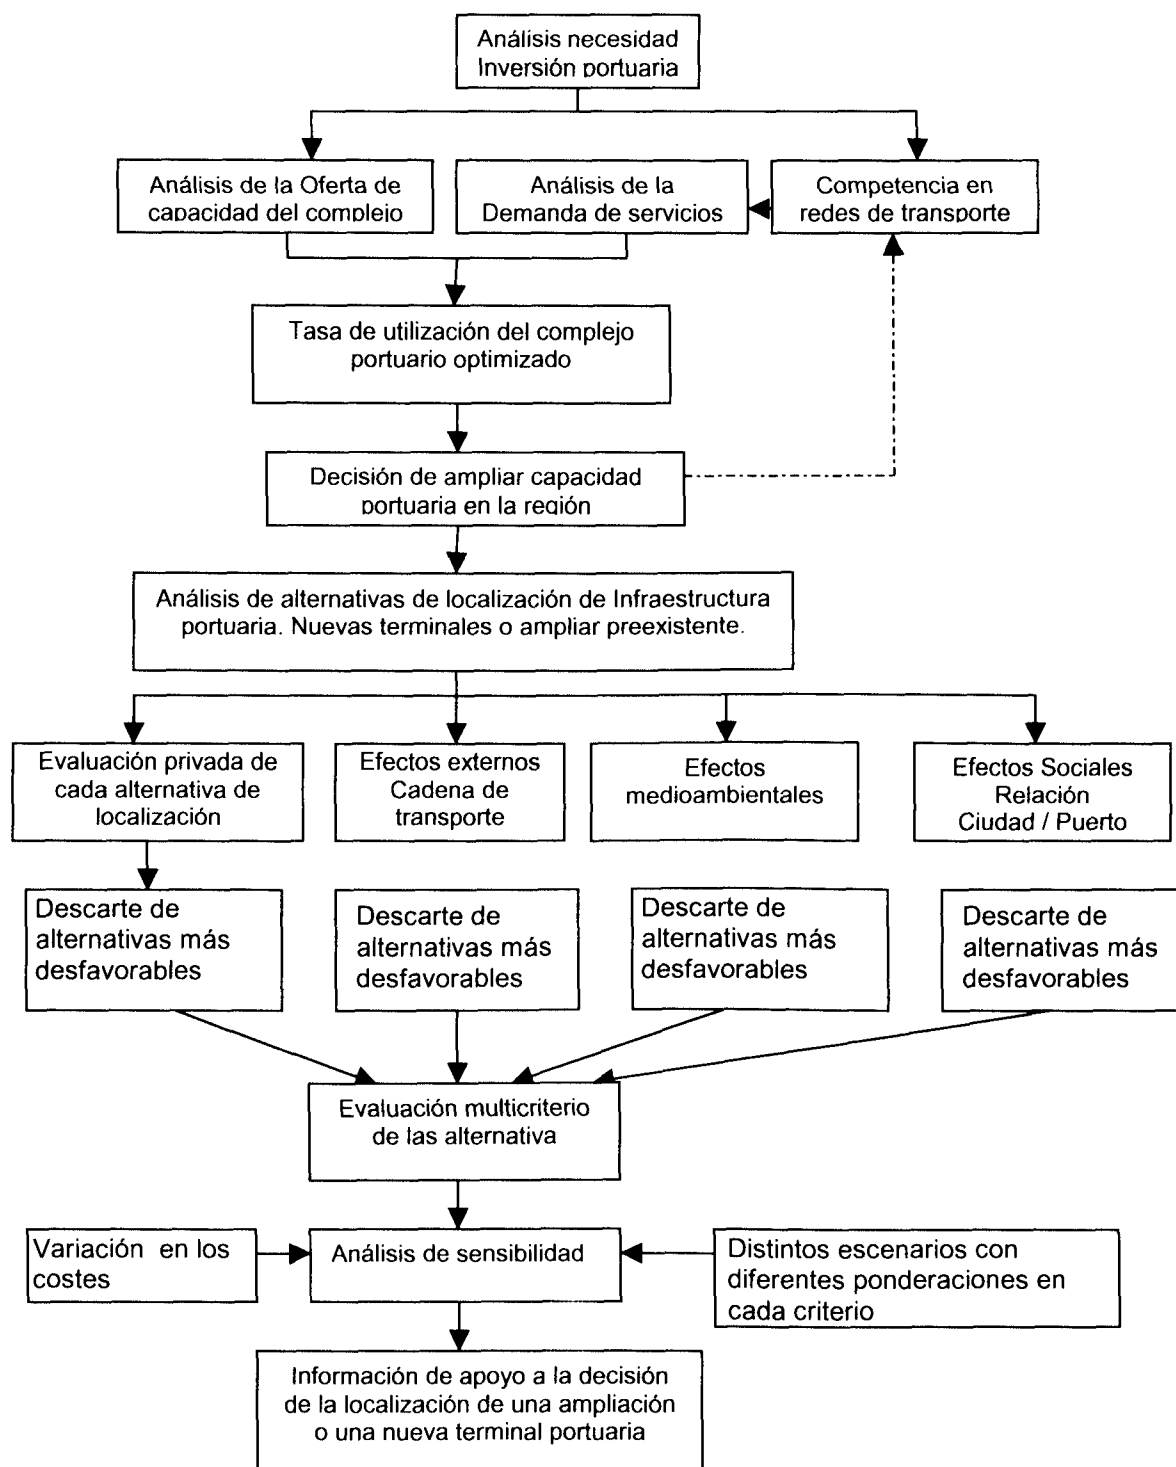 Análisis necesidad
Inversión portuaria
Análisis de la Oferta de
capacidad del complejo
Análisis de la
Demanda de servicios
Competencia en
redes de transporte
Tasa de utilización del complejo
portuario optimizado
Decisión de ampliar capacidad
portuaria en la región
Análisis de alternativas de localización de Infraestructura
portuaria. Nuevas terminales o ampliar preexistente.
Evaluación privada de
cada alternativa de
localización
Efectos externos
Cadena de
transporte
Efectos
medioambientales
Efectos Sociales
Relación
Ciudad / Puerto
Descarte de
alternativas más
desfavorables
Descarte de
alternativas más
desfavorables
Descarte de
alternativas más
desfavorables
Descarte de
alternativas más
desfavorables
Evaluación multicriterio
de las alternativa
Variación en los
costes
Análisis de sensibilidad
Distintos escenarios con
diferentes ponderaciones en
cada criterio
Información de apoyo a la decisión
de la localización de una ampliación
o una nueva terminal portuaria